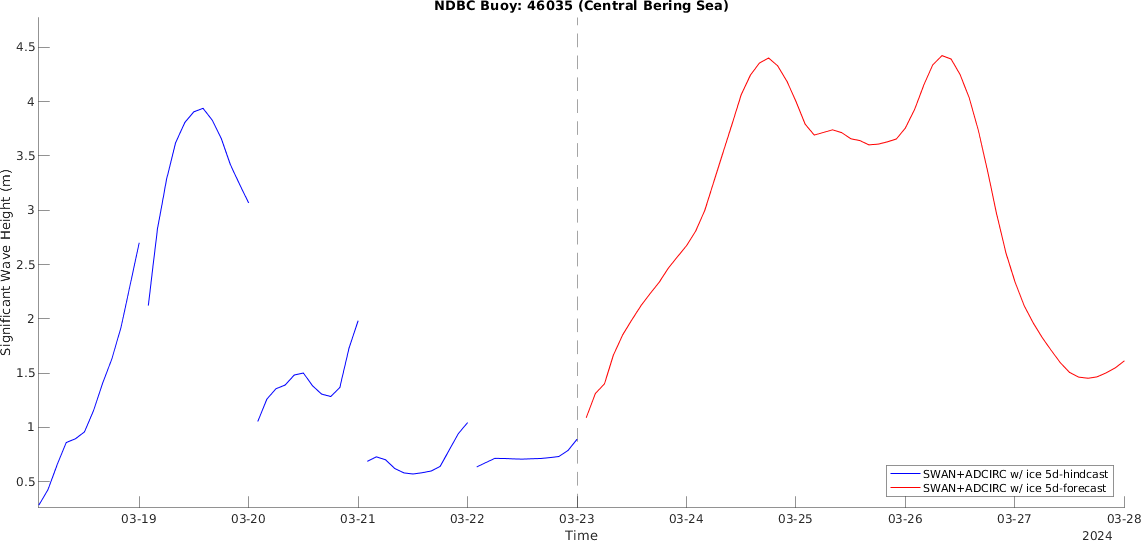 NDBC Buoy: 46035 (Central Bering Sea)
Significant Wave Height (m)
4.5
4
3.5
3
2.5
2
1.5
1
0.5
SWAN+ADCIRC w/ ice 5d-hindcast
SWAN+ADCIRC w/ ice 5d-forecast
03-19 03-20 03-21 03-22 03-23 03-24 03-25 03-26 03-27 03-28
Time
2024